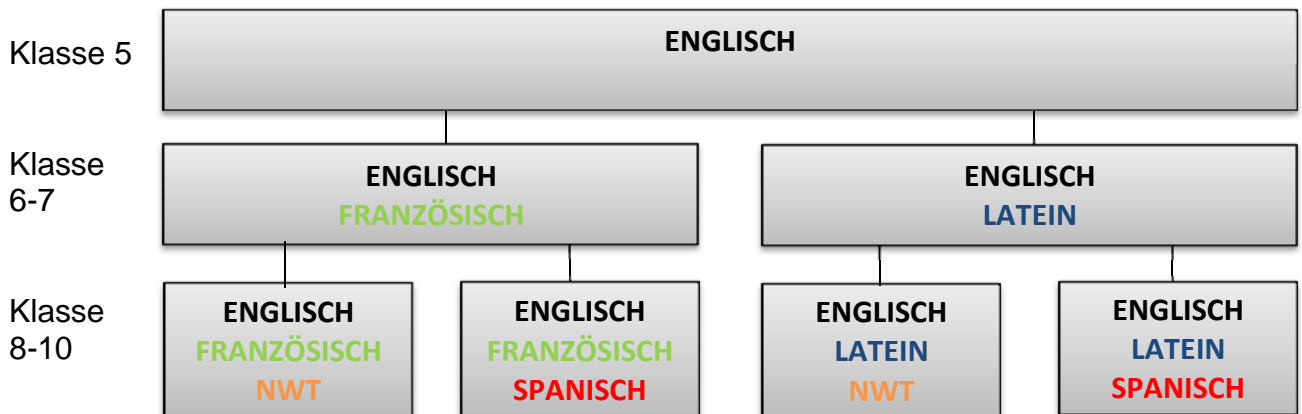 Klasse 5
ENGLISCH
Klasse
6-7
ENGLISCH
FRANZÖSISCH
ENGLISCH
LATEIN
Klasse
8-10
ENGLISCH
FRANZÖSISCH
NWT
ENGLISCH
FRANZÖSISCH
SPANISCH
ENGLISCH
LATEIN
NWT
ENGLISCH
LATEIN
SPANISCH